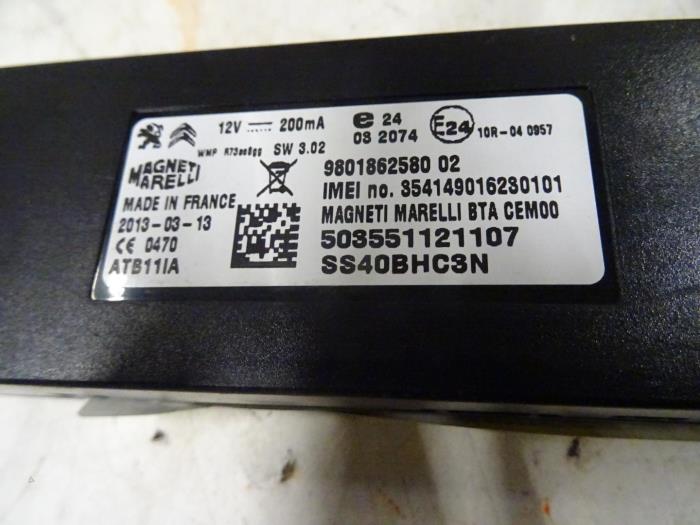 12V 200mA e 24 03 2074 E24 10R-04 0957
WMP SW 3.02
MAGNETI MARELLI
9801862580 02
IMEI no. 354149016230101
MADE IN FRANCE
MAGNETI MARELLI BTA CEM00
2013-03-13
503551121107
CE 0470
ATB11IA
SS40BHC3N